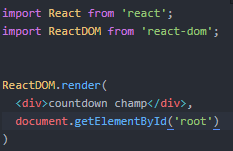 import React from 'react';
import ReactDOM from 'react-dom';
ReactDOM.render(
<div>countdown champ</div>,
document.getElementById('root')
)